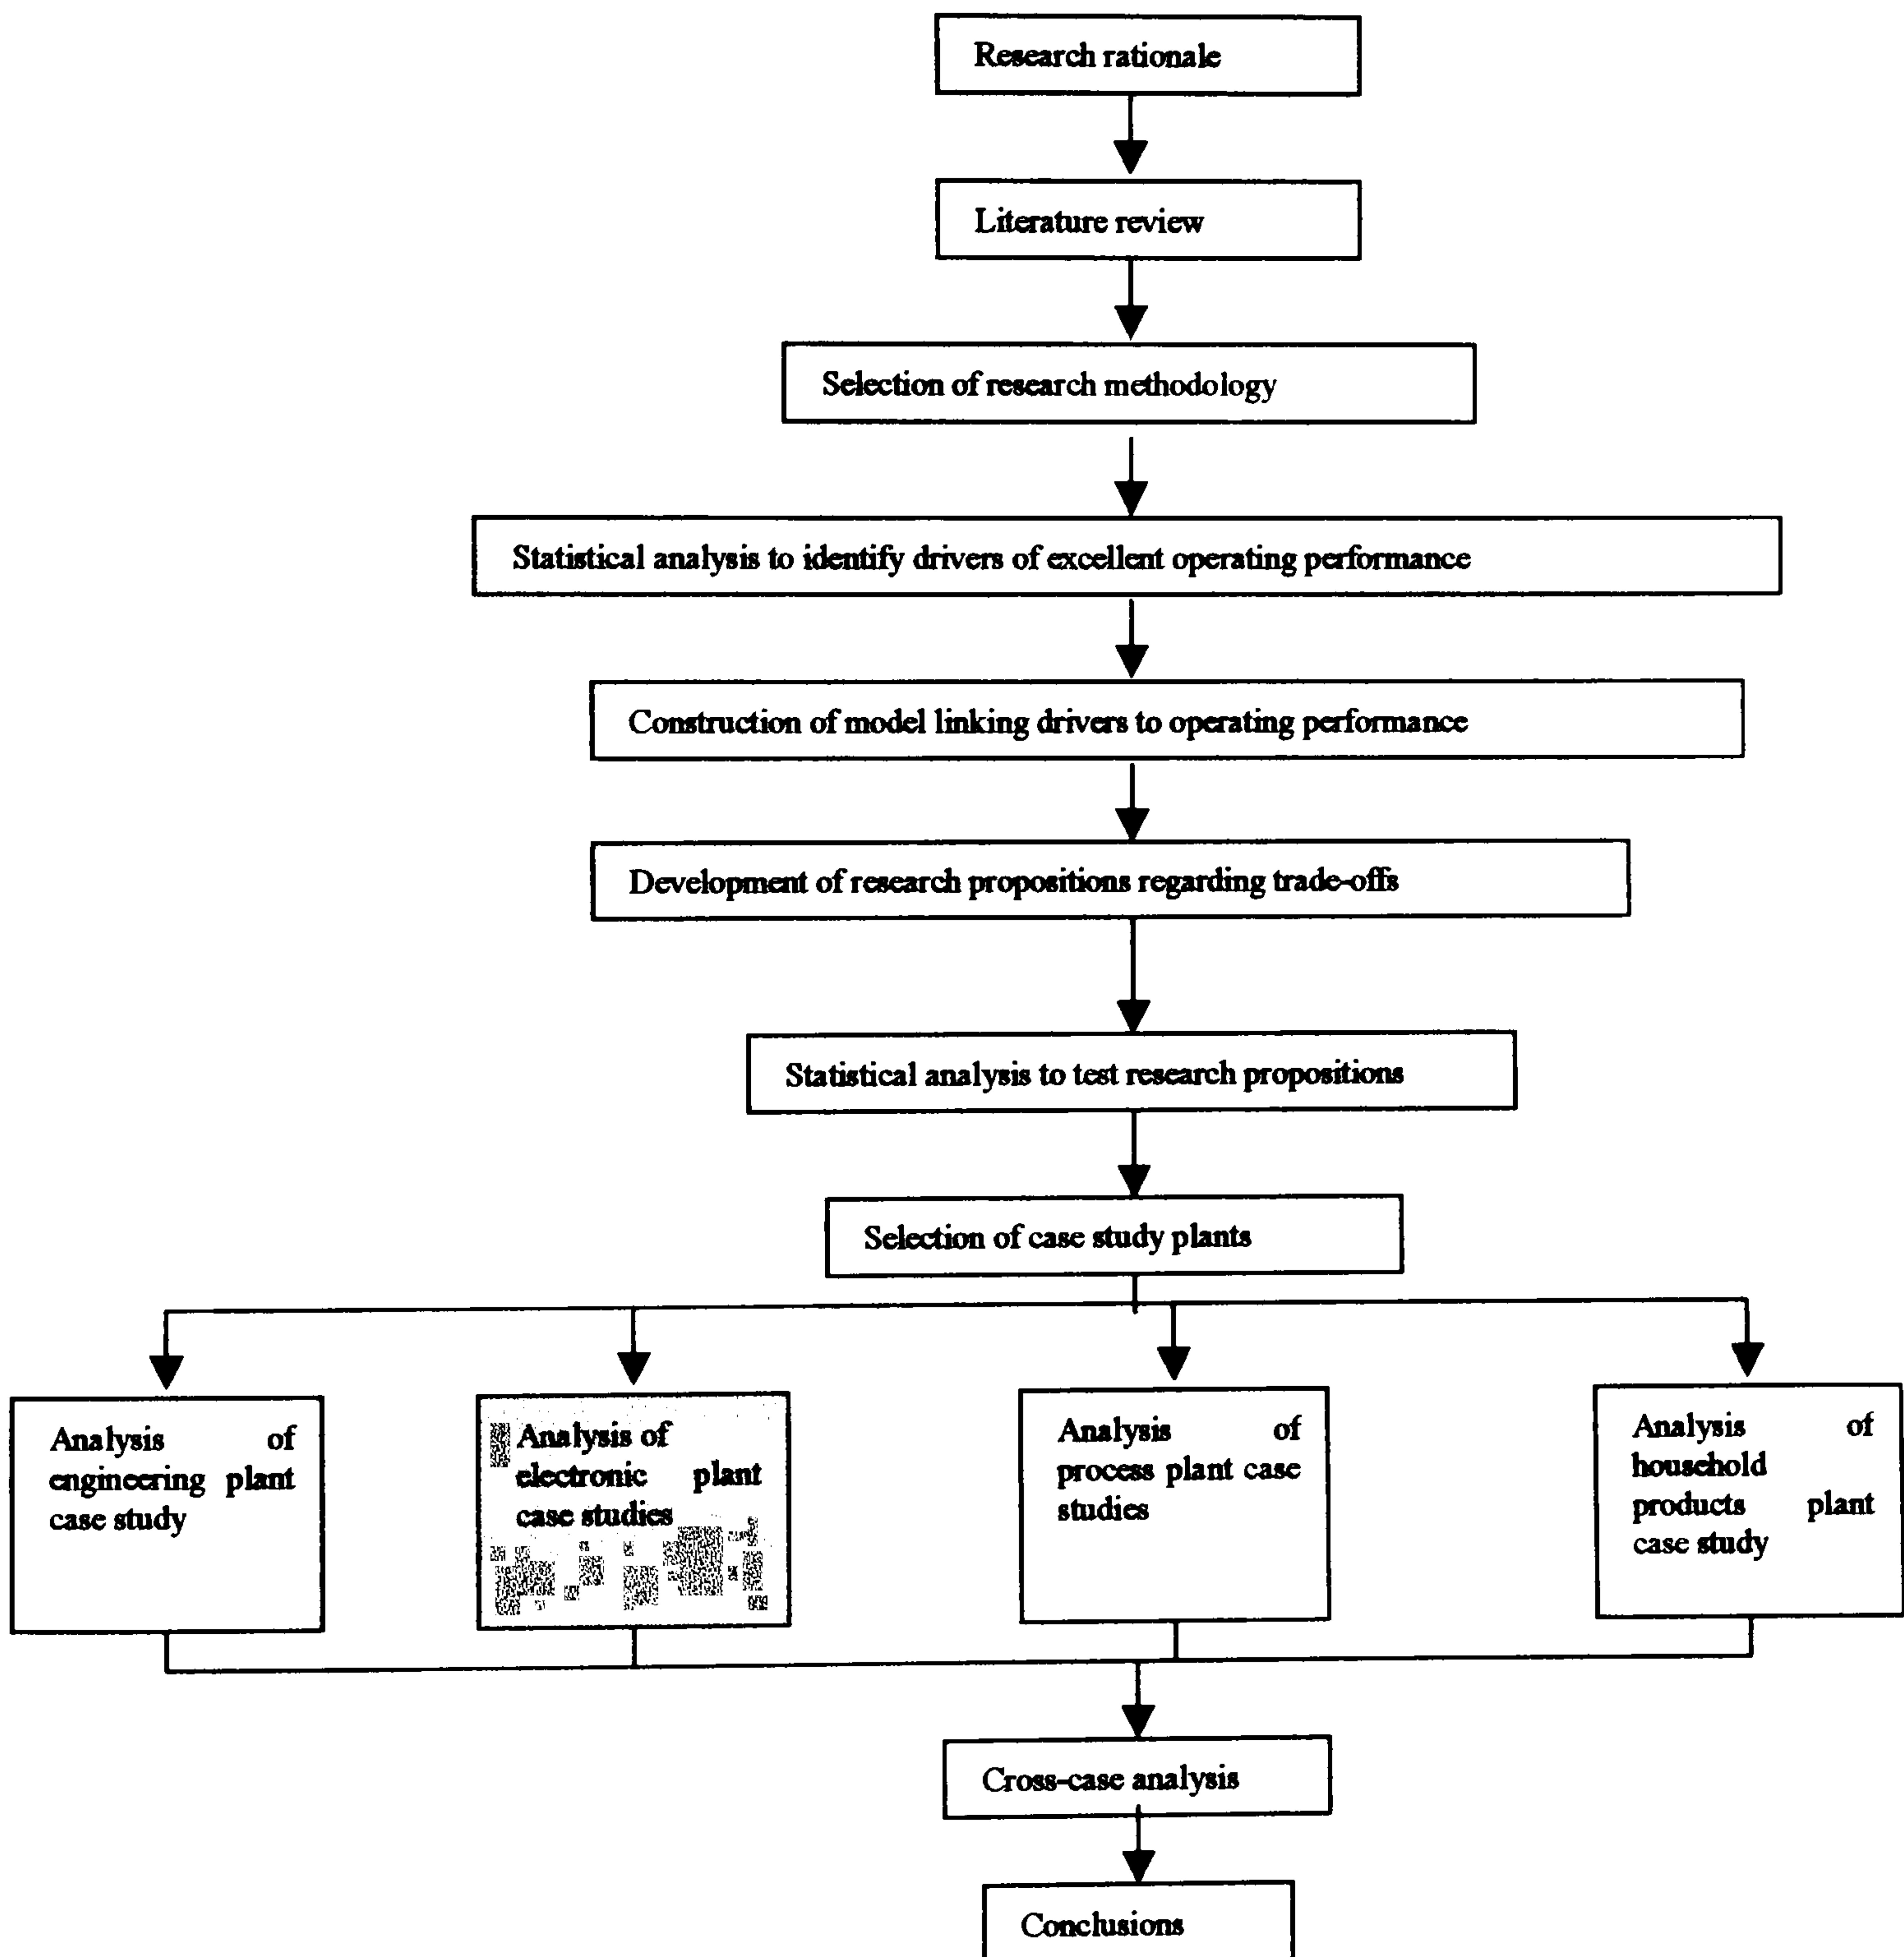 Research rationale
Literature review
Selection of research methodology
Statistical analysis to identify drivers of excellent operating performance
Construction of model linking drivers to operating performance
Development of research propositions regarding trade-offs
Statistical analysis to test research propositions
Selection of case study plants
Analysis of
engineering plant
case study
Analysis of
electronic plant
case studies
Analysis of
process plant case
studies
Analysis of
household
products plant
case study
Cross-case analysis
Conclusions